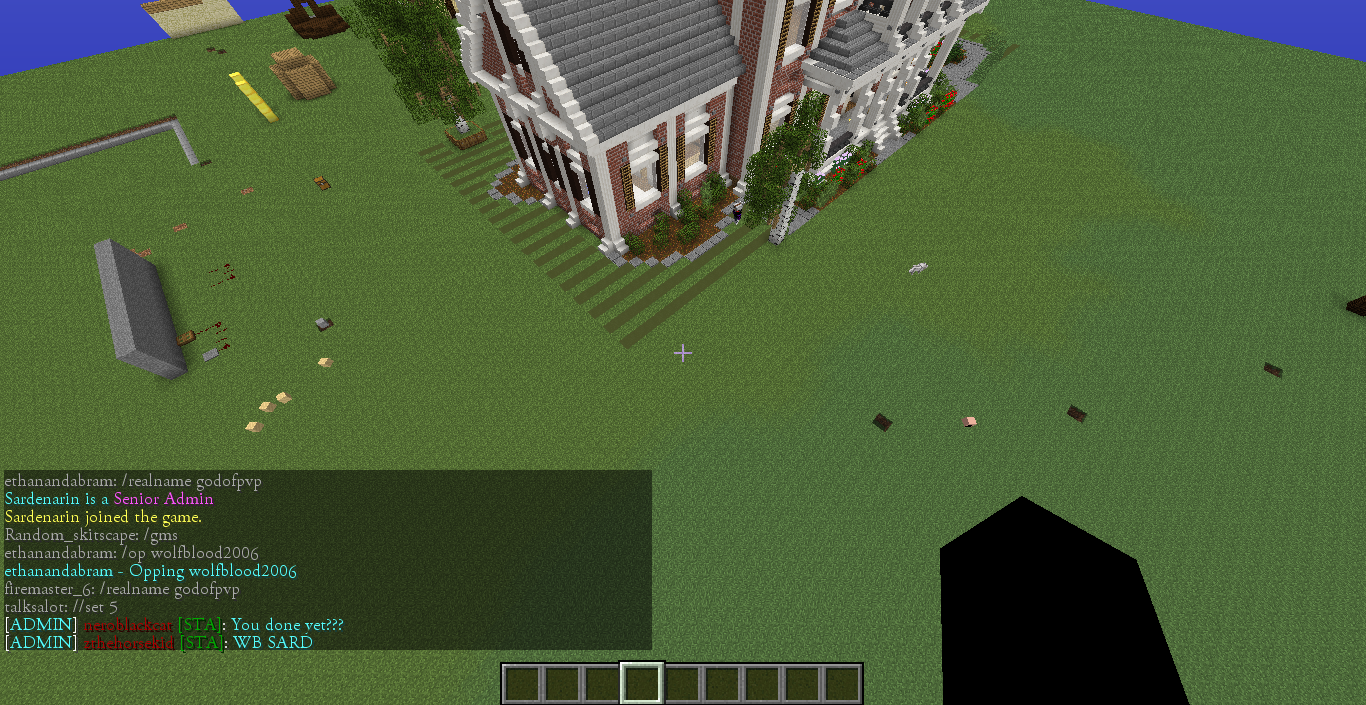 ethanandabram: /realname godofpvp
Sardenarin is a Senior Admin
Sardenarin joined the game.
Random_skitscape: /gms
ethanandabram: /op wolfblood2006
ethanandabram - Opping wolfblood2006
firemaster_6: /realname godofpvp
talksalot: //set 5
[ADMIN] [STA]: You done yet???
[ADMIN] [STA]: WB SARD